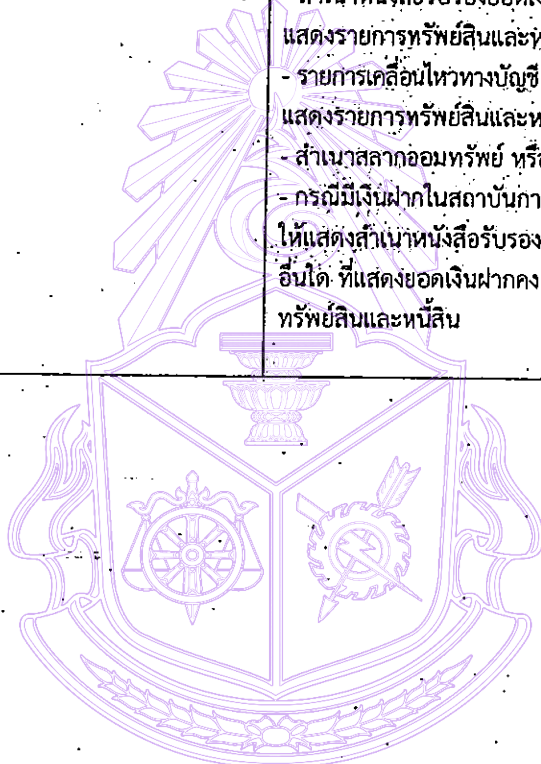 แสดงรายการทรัพย์สินและห
- รายการเคลื่อนไหวทางบัญชี
แสดงรายการทรัพย์สินและห
- สำเนาสลากออมทรัพย์ หรือ
- กรณีมีเงินฝากในสถาบันกา
ให้แสดงสำเนาหนังสือรับรอง
อื่นใด ที่แสดงยอดเงินฝากคง
ทรัพย์สินและหนี้สิน